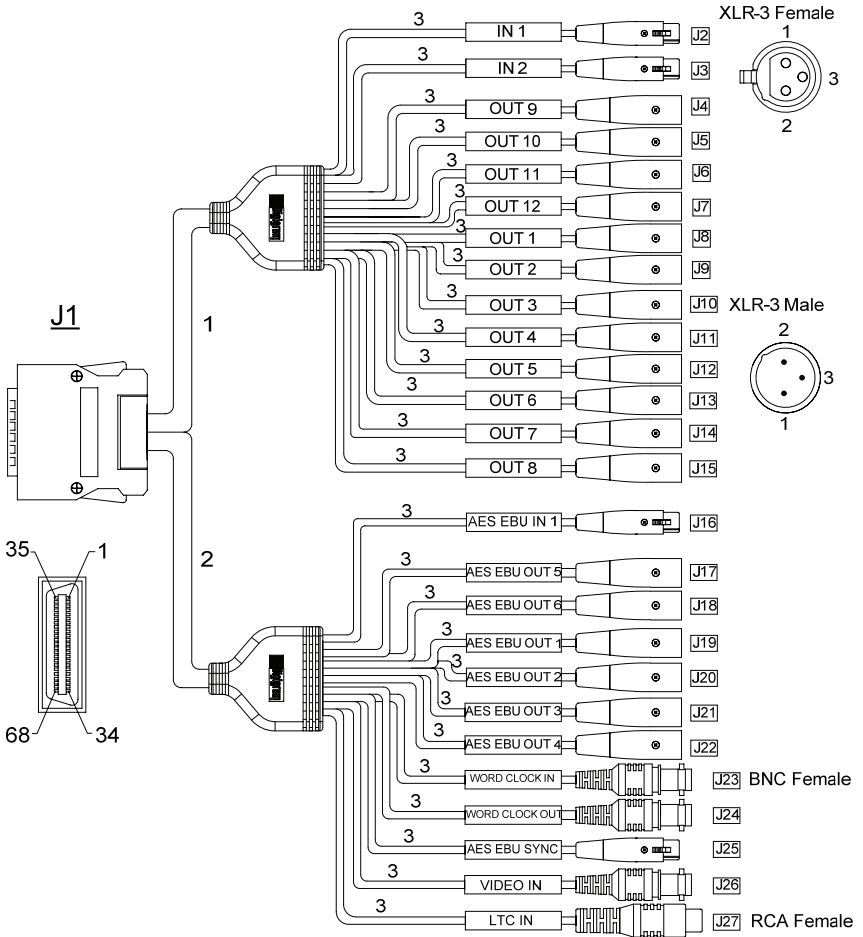 XLR-3 Female
1
3
2
3 IN 1 J2
3 IN 2 J3
3 OUT 9 J4
3 OUT 10 J5
3 OUT 11 J6
3 OUT 12 J7
3 OUT 1 J8
3 OUT 2 J9
3 OUT 3 J10
3 OUT 4 J11
3 OUT 5 J12
3 OUT 6 J13
3 OUT 7 J14
3 OUT 8 J15
XLR-3 Male
2
3
1
J1
1
2
35 1
68 34
3 AES EBU IN 1 J16
3 AES EBU OUT 5 J17
3 AES EBU OUT 6 J18
3 AES EBU OUT 1 J19
3 AES EBU OUT 2 J20
3 AES EBU OUT 3 J21
3 AES EBU OUT 4 J22
3 WORD CLOCK IN J23 BNC Female
3 WORD CLOCK OUT J24
3 AES EBU SYNC J25
3 VIDEO IN J26
3 LTC IN J27 RCA Female